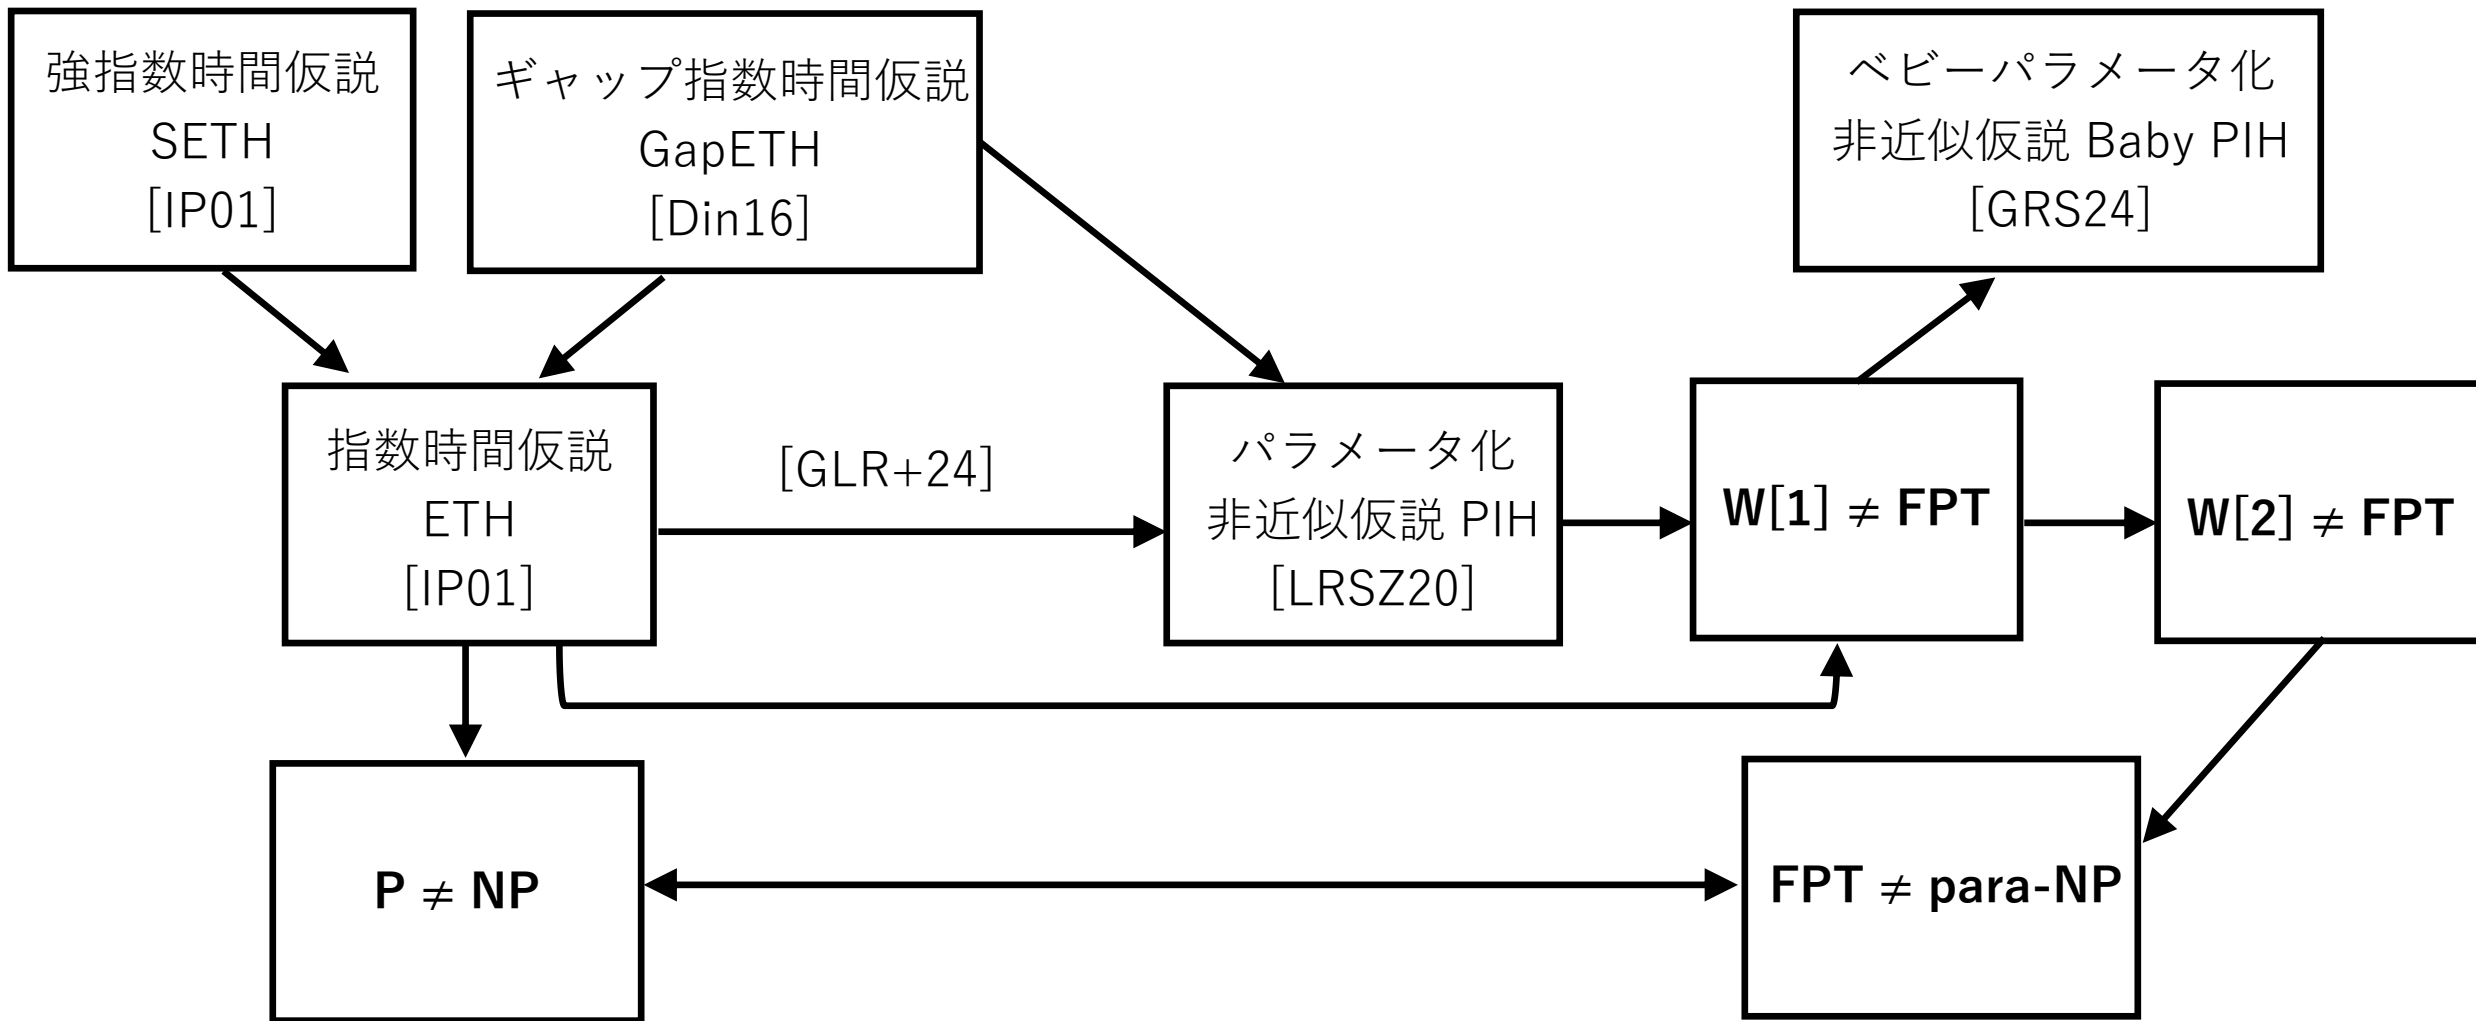 強指数時間仮説
SETH
[IP01]
ギャップ指数時間仮説
GapETH
[Din16]
ベビーパラメータ化
非近似仮説 Baby PIH
[GRS24]
指数時間仮説
ETH
[IP01]
[GLR+24]
パラメータ化
非近似仮説 PIH
[LRSZ20]
W[1] ≠ FPT
W[2] ≠ FPT
P ≠ NP
FPT ≠ para-NP